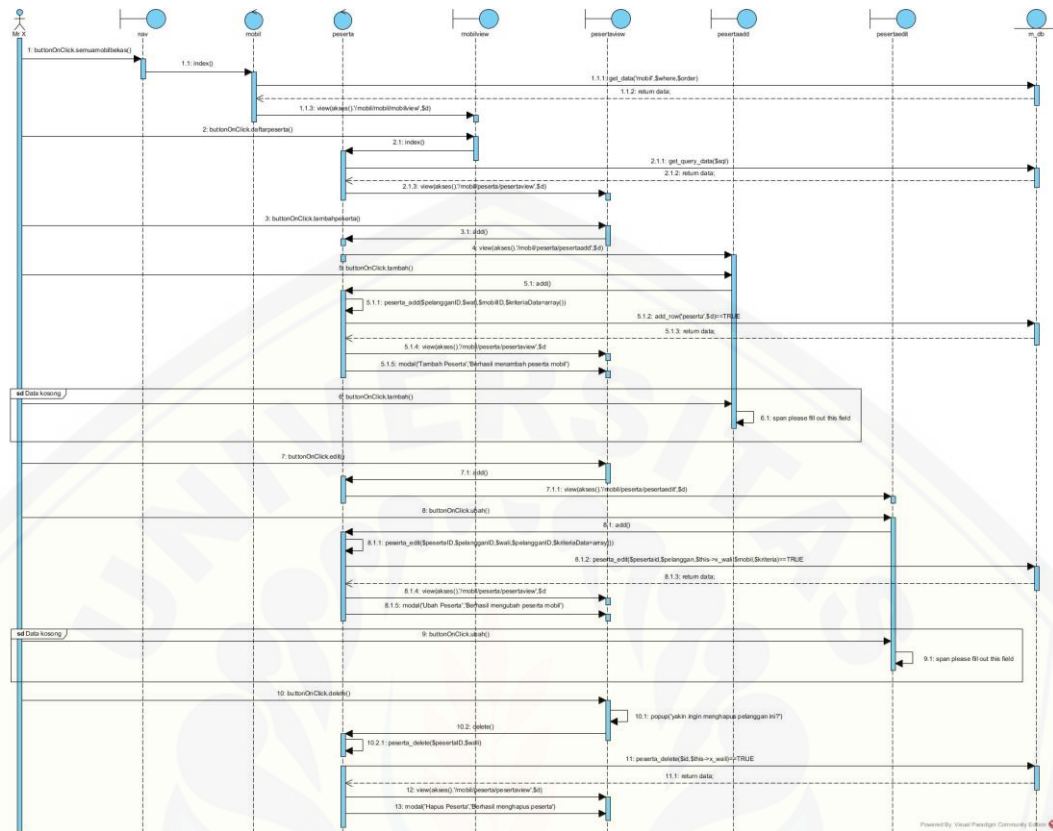 Mr X
nav
mobil
peserta
mobilview
pesertaview
pesertaadd
pesertaedit
m_db
1: buttonOnClick.semuamobilbekas()
1.1: index()
1.1.1: get_data('mobil',$where,$order)
1.1.2: return data;
1.1.3: view(akses().'/mobil/mobil/mobilview',$d)
2: buttonOnClick.daftarpeserta()
2.1: index()
2.1.1: get_query_data($sql)
2.1.2: return data;
2.1.3: view(akses().'/mobil/peserta/pesertaview',$d)
3: buttonOnClick.tambahpeserta()
3.1: add()
4: view(akses().'/mobil/peserta/pesertaadd',$d)
5: buttonOnClick.tambah()
5.1: add()
5.1.1: peserta_add($pelangganID,$wali,$mobilID,$kriteriaData=array())
5.1.2: add_row('peserta',$d)==TRUE
5.1.3: return data;
5.1.4: view(akses().'/mobil/peserta/pesertaview',$d
5.1.5: modal('Tambah Peserta','Berhasil menambah peserta mobil')
sd Data kosong
6: buttonOnClick.tambah()
6.1: span please fill out this field
7: buttonOnClick.edit()
7.1: add()
7.1.1: view(akses().'/mobil/peserta/pesertaedit',$d)
8: buttonOnClick.ubah()
8.1: add()
8.1.1: peserta_edit($pesertaID,$pelangganID,$wali,$pelangganID,$kriteriaData=array()))
8.1.2: peserta_edit($pesertaid,$pelanggan,$this->x_wali($mobil,$kriteria)==TRUE
8.1.3: return data;
8.1.4: view(akses().'/mobil/peserta/pesertaview',$d
8.1.5: modal('Ubah Peserta','Berhasil mengubah peserta mobil')
sd Data kosong
9: buttonOnClick.ubah()
9.1: span please fill out this field
10: buttonOnClick.delete()
10.1: popup('yakin ingin menghapus pelanggan ini?')
10.2: delete()
10.2.1: peserta_delete($pesertaID,$wali)
11: peserta_delete($id,$this->x_wali)==TRUE
11.1: return data;
12: view(akses().'/mobil/peserta/pesertaview',$d)
13: modal('Hapus Peserta','Berhasil menghapus peserta')
UNIVERSITAS
Powered By Visual Paradigm Community Edition